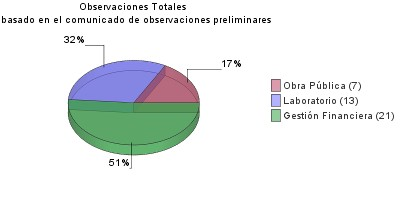 Observaciones Totales
basado en el comunicado de observaciones preliminares
32%
17%
Obra Pública (7)
Laboratorio (13)
Gestión Financiera (21)
51%